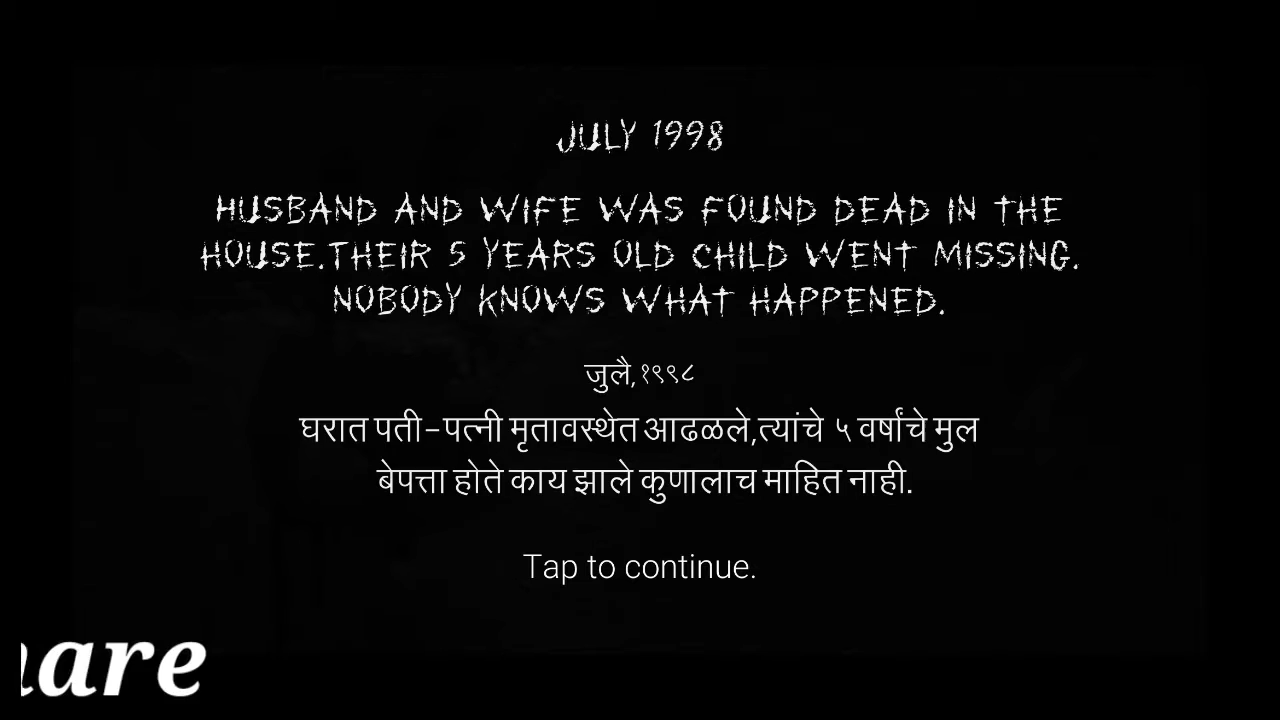 JULY 1998
HUSBAND AND WIFE WAS FOUND DEAD IN THE
HOUSE.THEIR 5 YEARS OLD CHILD WENT MISSING.
NOBODY KNOWS WHAT HAPPENED.
जुलै,१९९८
घरात पती-पत्नी मृतावस्थेत आढळले,त्यांचे ५ वर्षांचे मुल
बेपत्ता होते काय झाले कुणालाच माहित नाही.
Tap to continue.